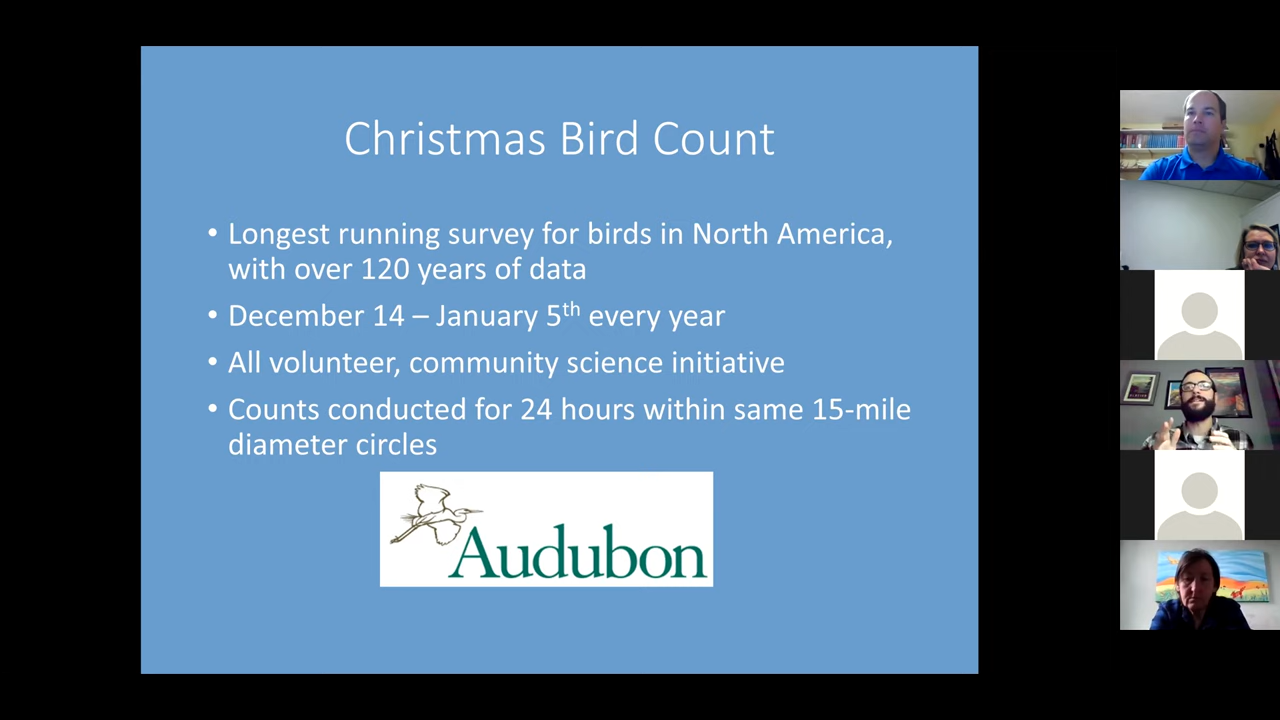 Christmas Bird Count
• Longest running survey for birds in North America,
with over 120 years of data
• December 14 – January 5th every year
• All volunteer, community science initiative
• Counts conducted for 24 hours within same 15-mile
diameter circles
Audubon